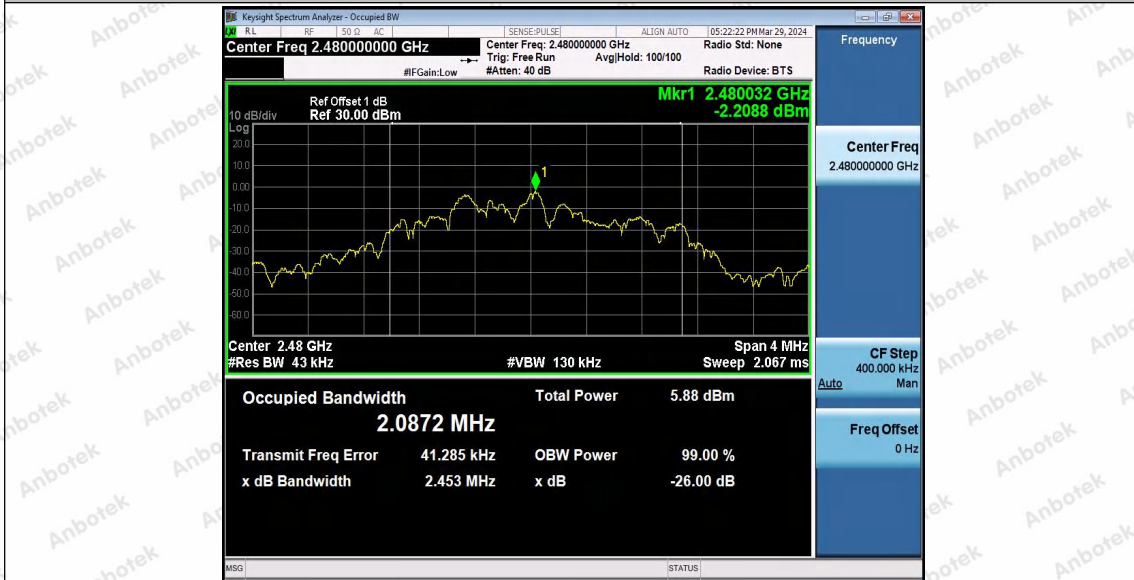 Keysight Spectrum Analyzer - Occupied BW
LXI RL RF 50 Ω AC SENSE:PULSE ALIGN AUTO 05:22:22 PM Mar 29, 2024
Center Freq 2.480000000 GHz
Center Freq: 2.480000000 GHz Radio Std: None
Trig: Free Run Avg|Hold: 100/100
#IFGain:Low #Atten: 40 dB Radio Device: BTS
Frequency
Ref Offset 1 dB Mkr1 2.480032 GHz
10 dB/div Ref 30.00 dBm -2.2088 dBm
Log
20.0
10.0
1
0.00
-10.0
-20.0
-30.0
-40.0
-50.0
-60.0
Center 2.48 GHz Span 4 MHz
#Res BW 43 kHz #VBW 130 kHz Sweep 2.067 ms
Center Freq
2.480000000 GHz
CF Step
400.000 kHz
Auto Man
Freq Offset
0 Hz
Occupied Bandwidth Total Power 5.88 dBm
2.0872 MHz
Transmit Freq Error 41.285 kHz OBW Power 99.00 %
x dB Bandwidth 2.453 MHz x dB -26.00 dB
MSG STATUS
Anbotek